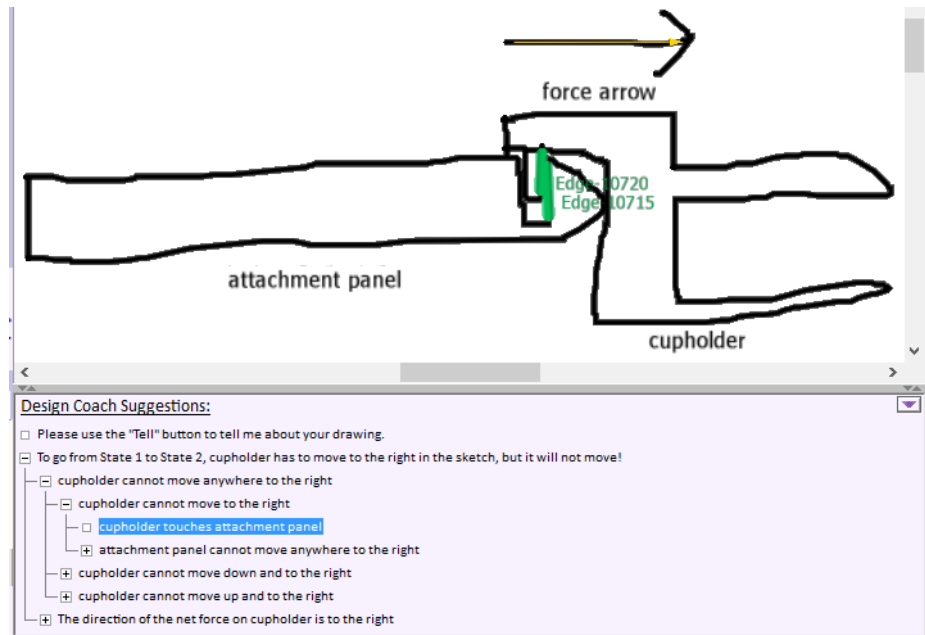 force arrow
Edge-10720
Edge-10715
attachment panel
cupholder
Design Coach Suggestions:
Please use the "Tell" button to tell me about your drawing.
To go from State 1 to State 2, cupholder has to move to the right in the sketch, but it will not move!
cupholder cannot move anywhere to the right
cupholder cannot move to the right
cupholder touches attachment panel
attachment panel cannot move anywhere to the right
cupholder cannot move down and to the right
cupholder cannot move up and to the right
The direction of the net force on cupholder is to the right